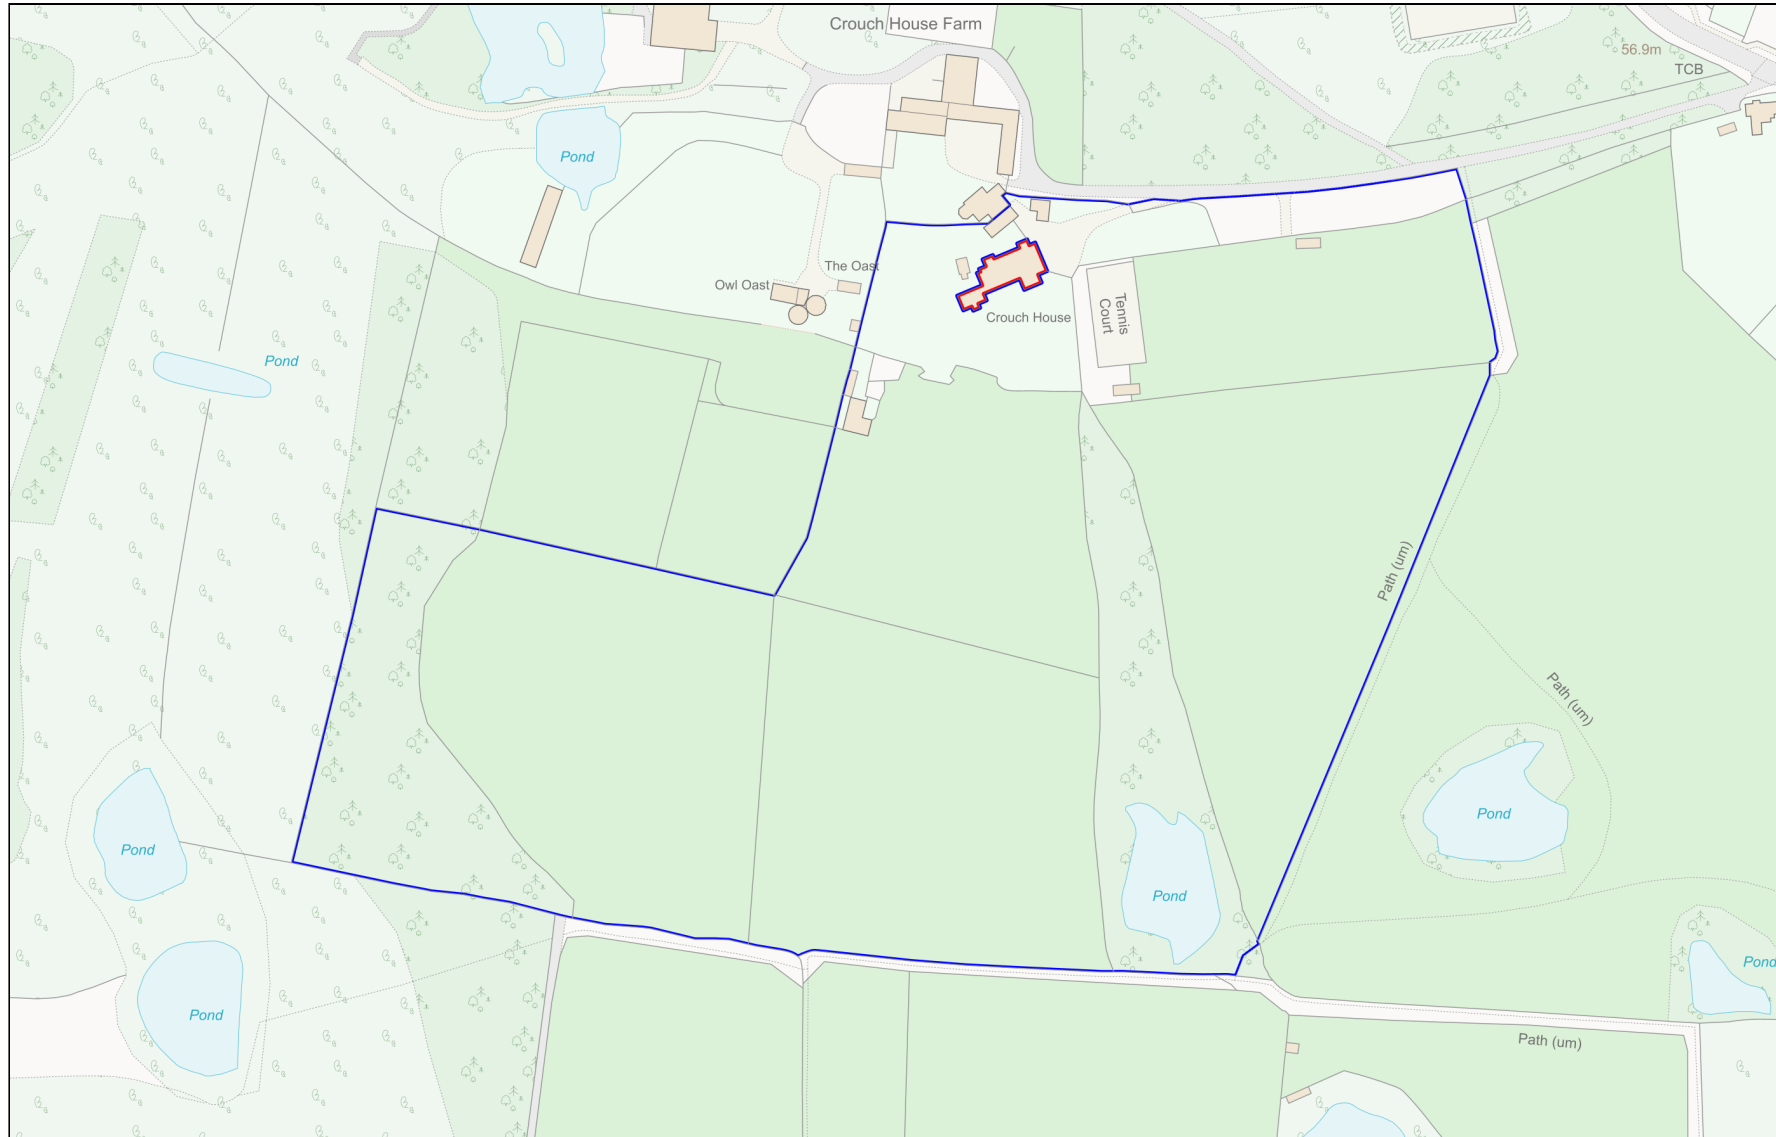 Crouch House Farm
56.9m
TCB
Pond
The Oast
Owl Oast
Crouch House
Tennis
Court
Pond
Path (um)
Path (um)
Pond
Pond
Pond
Pond
Pond
Path (um)